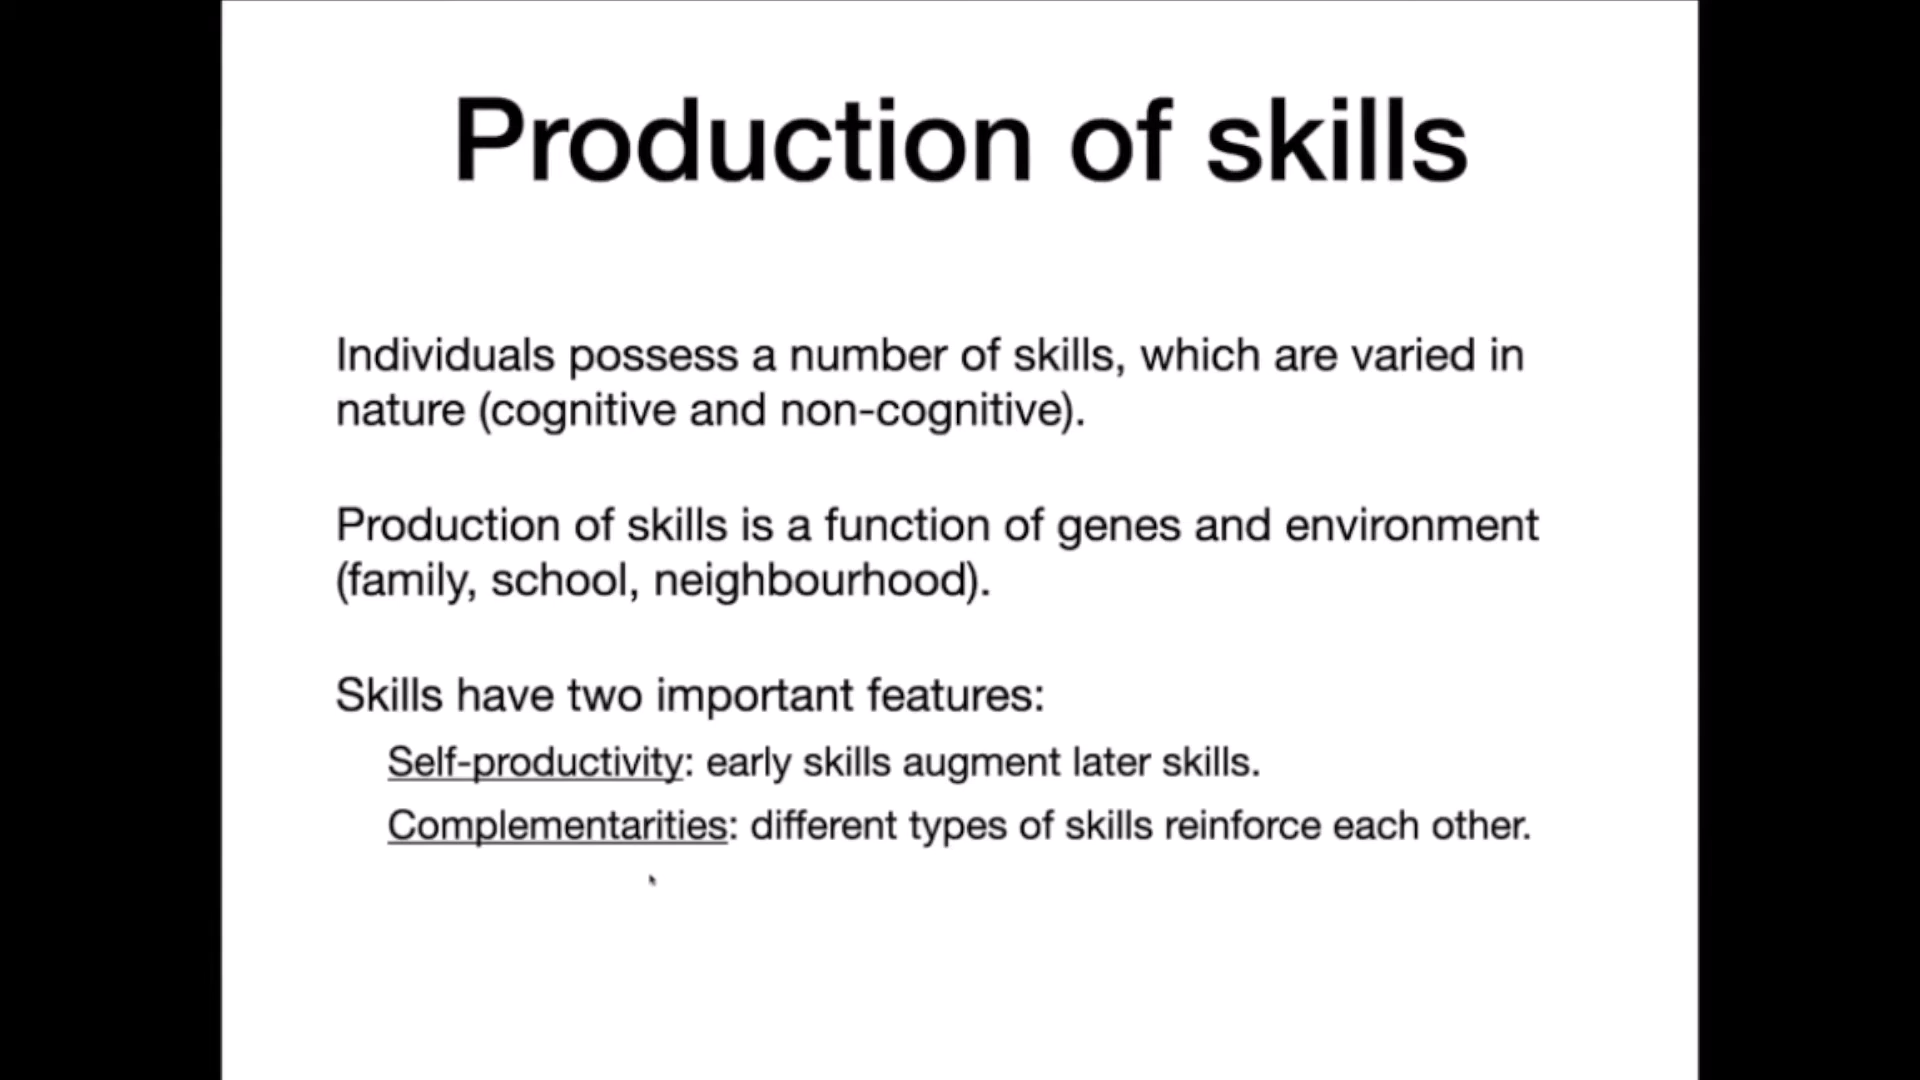 Production of skills
Individuals possess a number of skills, which are varied in
nature (cognitive and non-cognitive).
Production of skills is a function of genes and environment
(family, school, neighbourhood).
Skills have two important features:
Self-productivity: early skills augment later skills.
Complementarities: different types of skills reinforce each other.